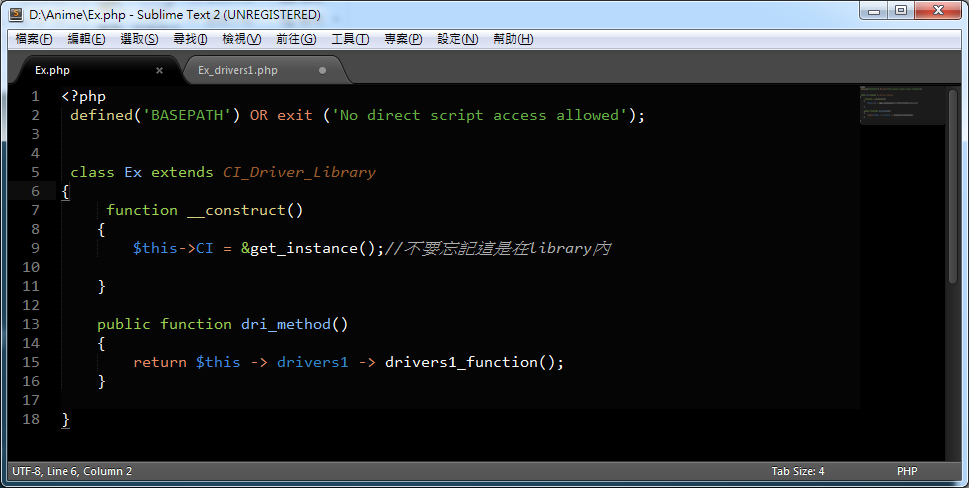 D:\Anime\Ex.php - Sublime Text 2 (UNREGISTERED)
檔案(F) 編輯(E) 選取(S) 尋找(I) 檢視(V) 前往(G) 工具(T) 專案(P) 設定(N) 幫助(H)
Ex.php × Ex_drivers1.php
1 <?php
2 defined('BASEPATH') OR exit ('No direct script access allowed');
3
4
5 class Ex extends CI_Driver_Library
6 {
7 function __construct()
8 {
9 $this->CI = &get_instance();//不要忘記這是在library內
10
11 }
12
13 public function dri_method()
14 {
15 return $this -> drivers1 -> drivers1_function();
16 }
17
18 }
UTF-8, Line 6, Column 2 Tab Size: 4 PHP